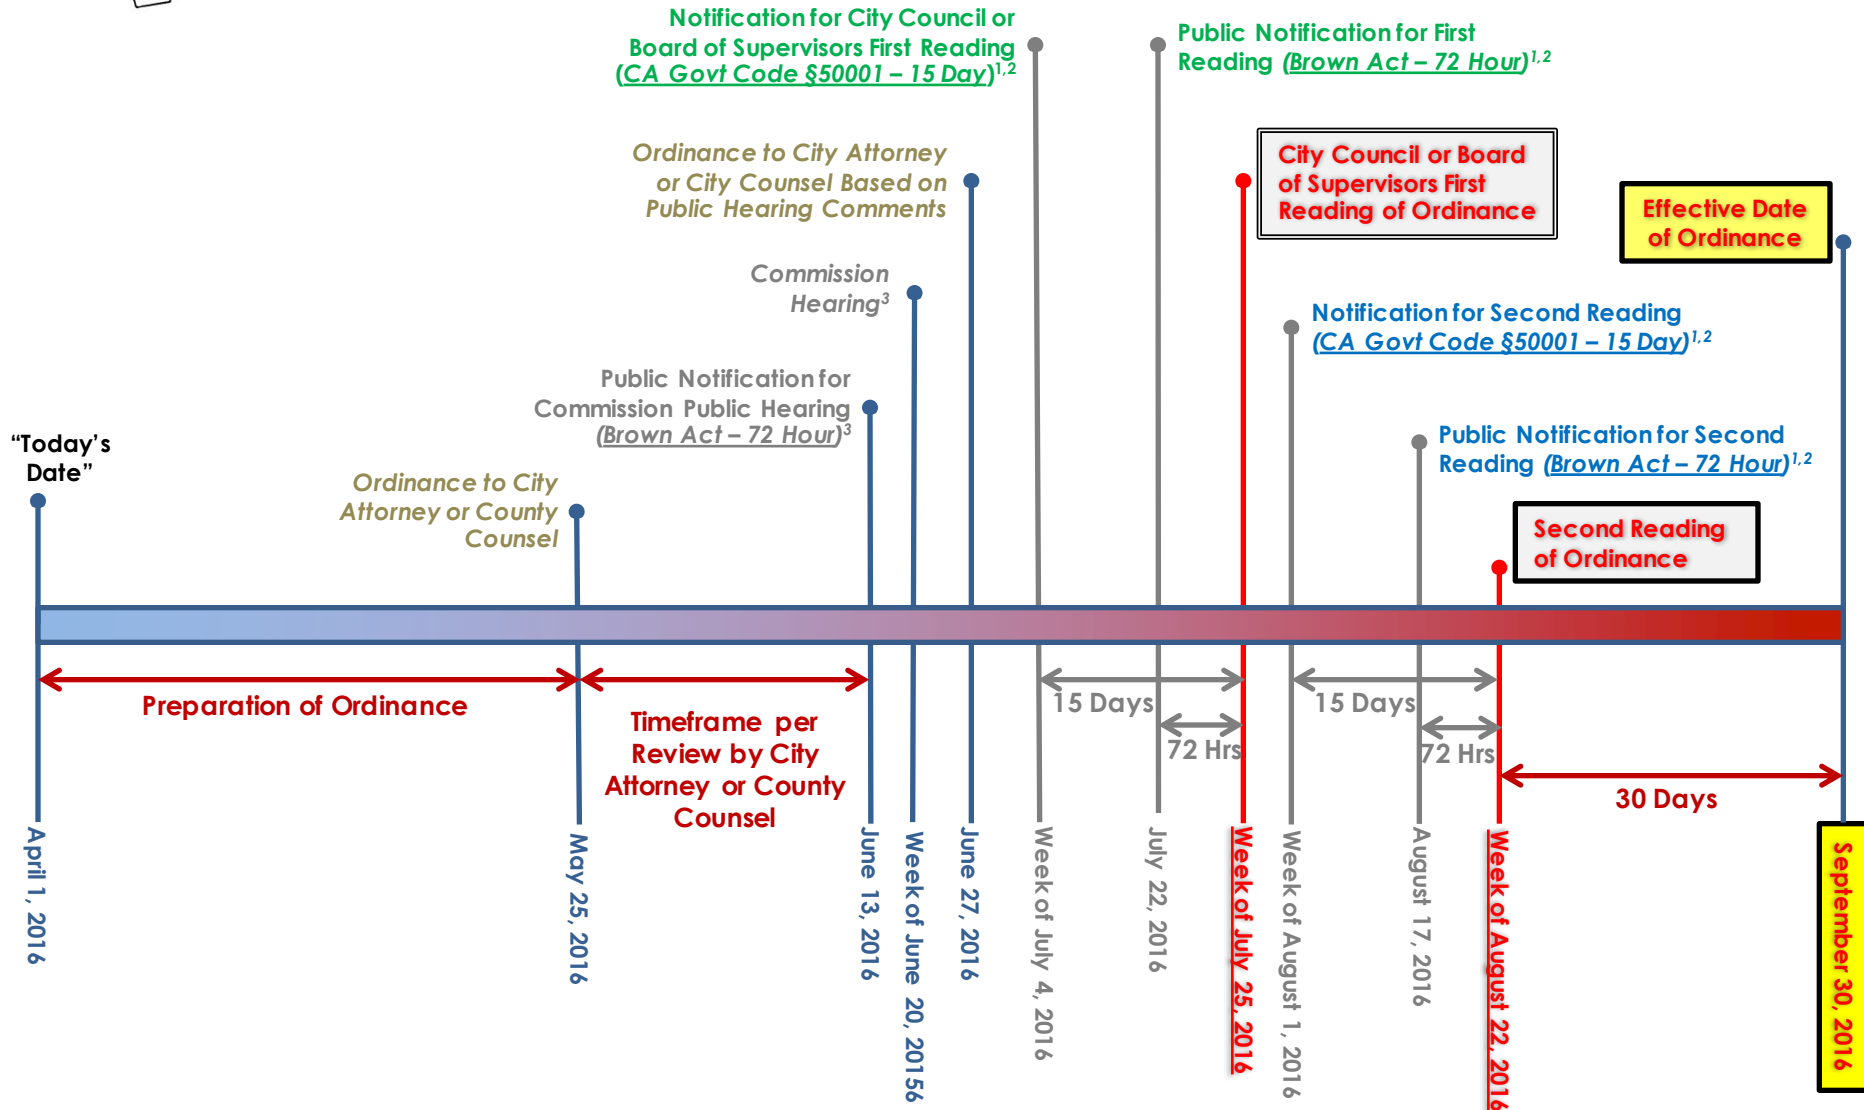 Notification for City Council or
Board of Supervisors First Reading
(CA Govt Code §50001 – 15 Day)1,2
Public Notification for First
Reading (Brown Act – 72 Hour)1,2
Ordinance to City Attorney
or City Counsel Based on
Public Hearing Comments
City Council or Board
of Supervisors First
Reading of Ordinance
Effective Date
of Ordinance
Commission
Hearing3
Notification for Second Reading
(CA Govt Code §50001 – 15 Day)1,2
Public Notification for
Commission Public Hearing
(Brown Act – 72 Hour)3
"Today's
Date"
Public Notification for Second
Reading (Brown Act – 72 Hour)1,2
Ordinance to City
Attorney or County
Counsel
Second Reading
of Ordinance
Preparation of Ordinance
Timeframe per
Review by City
Attorney or County
Counsel
15 Days
72 Hrs
15 Days
72 Hrs
30 Days
April 1, 2016
May 25, 2016
June 13, 2016
Week of June 20, 20156
June 27, 2016
Week of July 4, 2016
July 22, 2016
Week of July 25, 2016
Week of August 1, 2016
August 17, 2016
Week of August 22, 2016
September 30, 2016